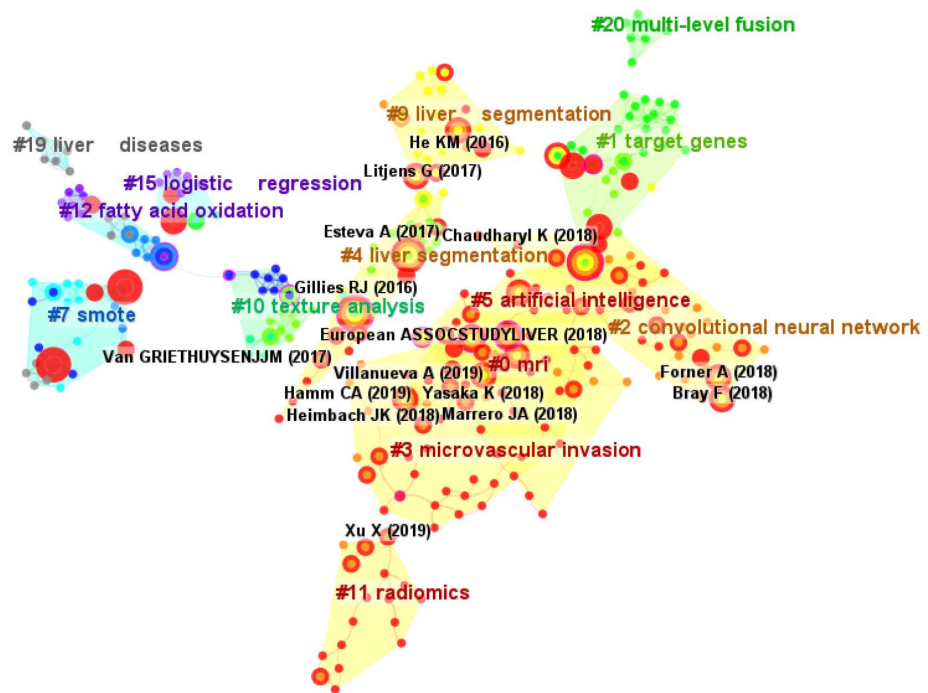 #20 multi-level fusion
#9 liver segmentation
He KM (2016)
#1 target genes
#19 liver diseases
#15 logistic regression
Litjens G (2017)
#12 fatty acid oxidation
Esteva A (2017)
Chaudharyl K (2018)
#4 liver segmentation
Gillies RJ (2016)
#5 artificial intelligence
#10 texture analysis
#7 smote
#2 convolutional neural network
European ASSOCSTUDYLIVER (2018)
Van GRIETHUYSENJJM (2017)
#0 mri
Villanueva A (2019)
Forner A (2018)
Hamm CA (2019)
Yasaka K (2018)
Bray F (2018)
Heimbach JK (2018)
Marrero JA (2018)
#3 microvascular invasion
Xu X (2019)
#11 radiomics